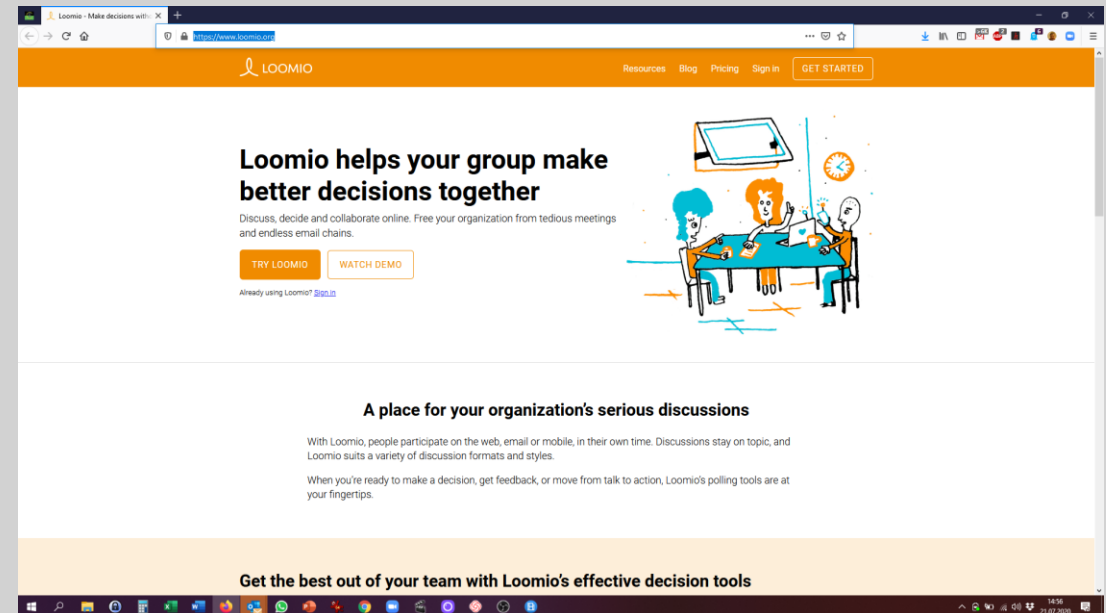 Loomio - Make decisions witho
https://www.loomio.org
LOOMIO
Resources Blog Pricing Sign in GET STARTED
Loomio helps your group make
better decisions together
Discuss, decide and collaborate online. Free your organization from tedious meetings
and endless email chains.
TRY LOOMIO WATCH DEMO
Already using Loomio? Sign in
A place for your organization's serious discussions
With Loomio, people participate on the web, email or mobile, in their own time. Discussions stay on topic, and
Loomio suits a variety of discussion formats and styles.
When you're ready to make a decision, get feedback, or move from talk to action, Loomio's polling tools are at
your fingertips.
Get the best out of your team with Loomio's effective decision tools
14:56
21.07.2020